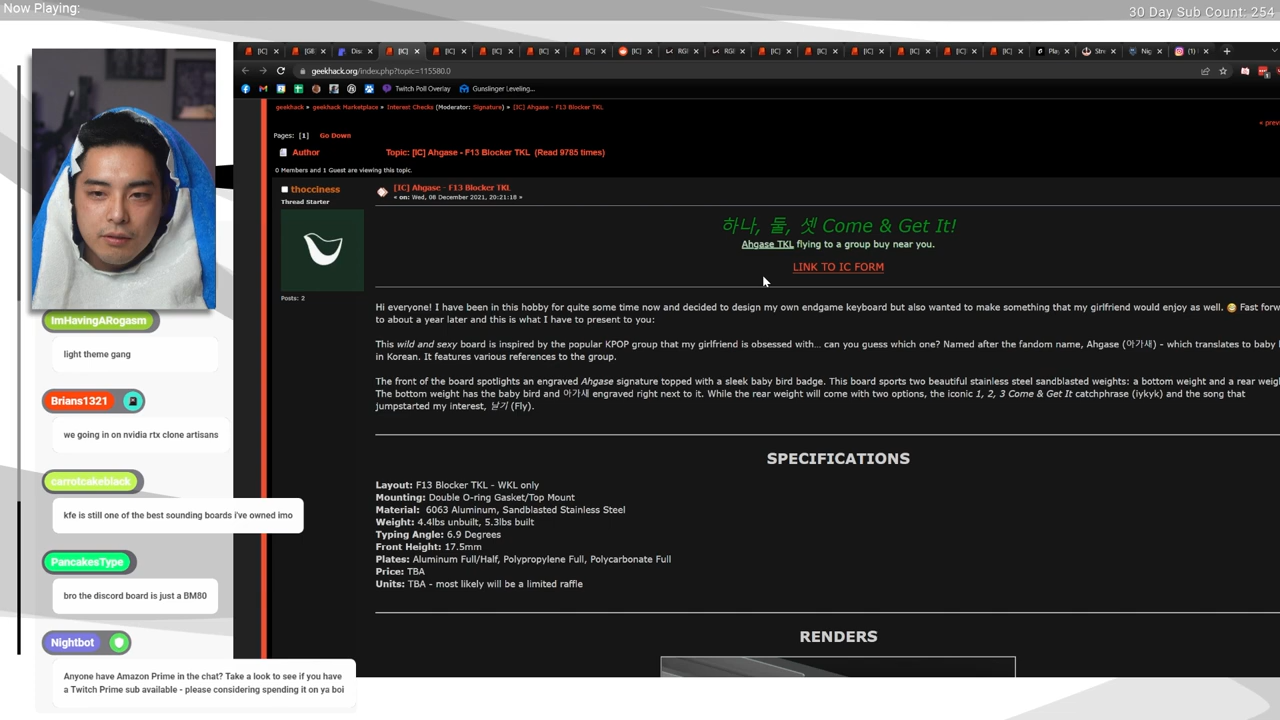 Now Playing:
30 Day Sub Count: 254
geekhack.org/index.php?topic=115580.0
Twitch Poll Overlay
Gunslinger Leveling...
geekhack » geekhack Marketplace » Interest Checks (Moderator: Signature) » [IC] Ahgase - F13 Blocker TKL
« prev
Pages: [1] Go Down
Author
Topic: [IC] Ahgase - F13 Blocker TKL (Read 9785 times)
0 Members and 1 Guest are viewing this topic.
thocciness
Thread Starter
Posts: 2
[IC] Ahgase - F13 Blocker TKL
« on: Wed, 08 December 2021, 20:21:18 »
하나, 둘, 셋 Come & Get It!
Ahgase TKL flying to a group buy near you.
LINK TO IC FORM
Hi everyone! I have been in this hobby for quite some time now and decided to design my own endgame keyboard but also wanted to make something that my girlfriend would enjoy as well. Fast forw
to about a year later and this is what I have to present to you:
This wild and sexy board is inspired by the popular KPOP group that my girlfriend is obsessed with... can you guess which one? Named after the fandom name, Ahgase (아가새) - which translates to baby
in Korean. It features various references to the group.
The front of the board spotlights an engraved Ahgase signature topped with a sleek baby bird badge. This board sports two beautiful stainless steel sandblasted weights: a bottom weight and a rear weig
The bottom weight has the baby bird and 아가새 engraved right next to it. While the rear weight will come with two options, the iconic 1, 2, 3 Come & Get It catchphrase (iykyk) and the song that
jumpstarted my interest, 날기 (Fly).
SPECIFICATIONS
Layout: F13 Blocker TKL - WKL only
Mounting: Double O-ring Gasket/Top Mount
Material: 6063 Aluminum, Sandblasted Stainless Steel
Weight: 4.4lbs unbuilt, 5.3lbs built
Typing Angle: 6.9 Degrees
Front Height: 17.5mm
Plates: Aluminum Full/Half, Polypropylene Full, Polycarbonate Full
Price: TBA
Units: TBA - most likely will be a limited raffle
RENDERS
ImHavingARogasm
light theme gang
Brians1321
we going in on nvidia rtx clone artisans
carrotcakeblack
kfe is still one of the best sounding boards i've owned imo
PancakesType
bro the discord board is just a BM80
Nightbot
Anyone have Amazon Prime in the chat? Take a look to see if you have
a Twitch Prime sub available - please considering spending it on ya boi